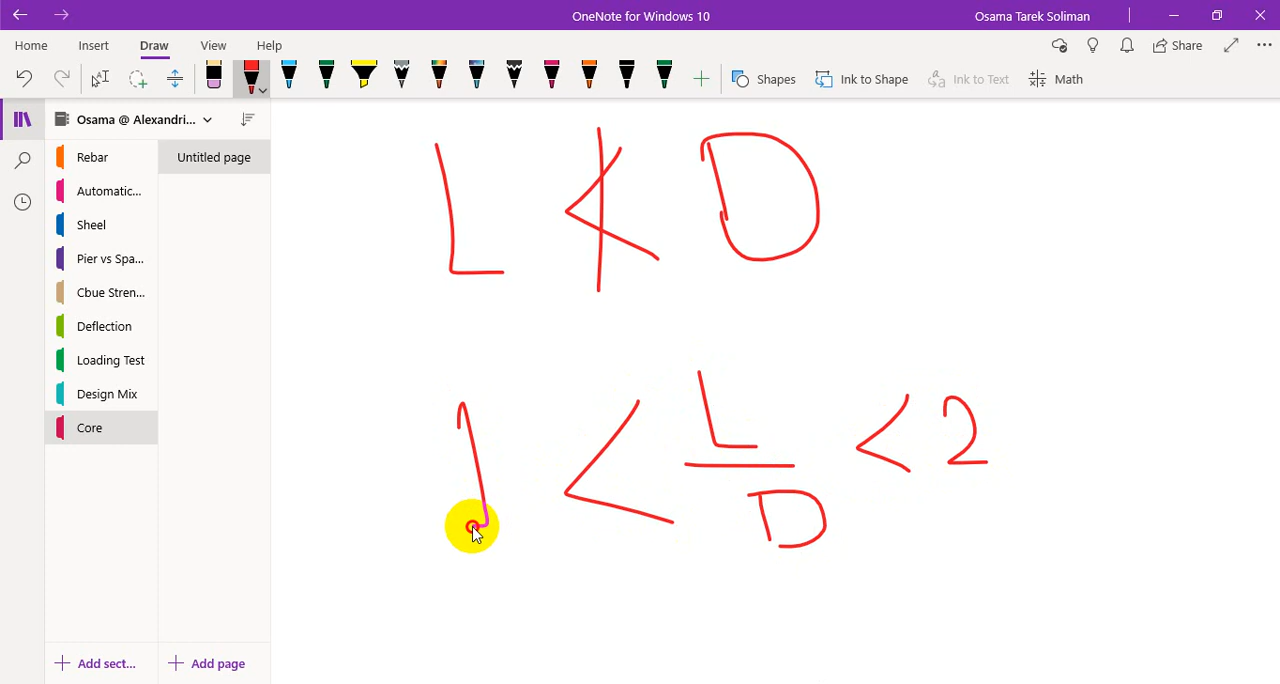 OneNote for Windows 10
Osama Tarek Soliman
Home Insert Draw View Help
Share
Shapes Ink to Shape Ink to Text Math
Osama @ Alexandri...
Rebar
Automatic...
Sheel
Pier vs Spa...
Cbue Stren...
Deflection
Loading Test
Design Mix
Core
Add sect...
Untitled page
Add page
L ≮ D
1 < L/D < 2